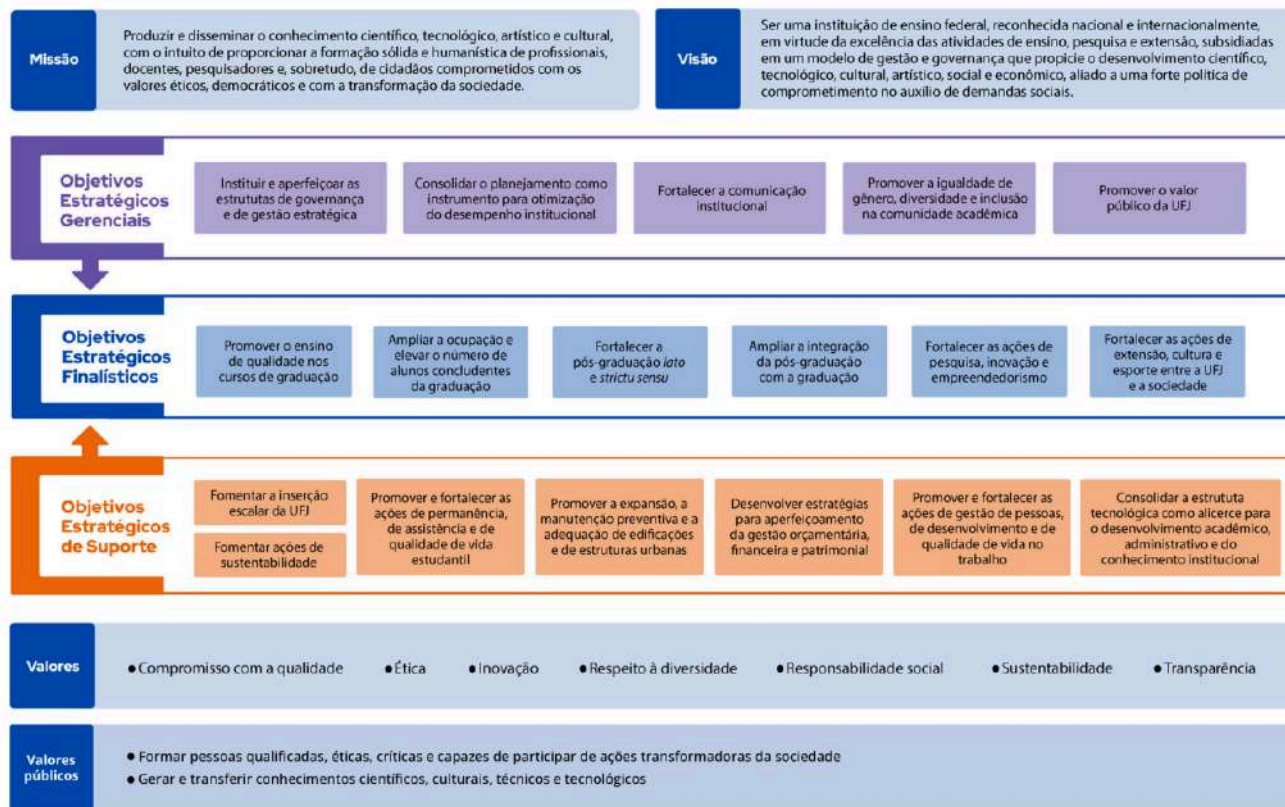 Missão
Produzir e disseminar o conhecimento científico, tecnológico, artístico e cultural,
com o intuito de proporcionar a formação sólida e humanística de profissionais,
docentes, pesquisadores e, sobretudo, de cidadãos comprometidos com os
valores éticos, democráticos e com a transformação da sociedade.
Visão
Ser uma instituição de ensino federal, reconhecida nacional e internacionalmente,
em virtude da excelência das atividades de ensino, pesquisa e extensão, subsidiadas
em um modelo de gestão e governança que propicie o desenvolvimento científico,
tecnológico, cultural, artístico, social e econômico, aliado a uma forte política de
comprometimento no auxílio de demandas sociais.
Objetivos
Estratégicos
Gerenciais
Instituir e aperfeiçoar as
estrututas de governança
e de gestão estratégica
Consolidar o planejamento como
instrumento para otimização
do desempenho institucional
Fortalecer a comunicação
institucional
Promover a igualdade de
gênero, diversidade e inclusão
na comunidade acadêmica
Promover o valor
público da UFJ
Objetivos
Estratégicos
Finalísticos
Promover o ensino
de qualidade nos
cursos de graduação
Ampliar a ocupação e
elevar o número de
alunos concludentes
da graduação
Fortalecer a
pós-graduação lato
e strictu sensu
Ampliar a integração
da pós-graduação
com a graduação
Fortalecer as ações de
pesquisa, inovação e
empreendedorismo
Fortalecer as ações de
extensão, cultura e
esporte entre a UFJ
e a sociedade
Objetivos
Estratégicos
de Suporte
Fomentar a inserção
escalar da UFJ
Fomentar ações de
sustentabilidade
Promover e fortalecer as
ações de permanência,
de assistência e de
qualidade de vida
estudantil
Promover a expansão, a
manutenção preventiva e a
adequação de edificações
e de estruturas urbanas
Desenvolver estratégias
para aperfeiçoamento
da gestão orçamentária,
financeira e patrimonial
Promover e fortalecer as
ações de gestão de pessoas,
de desenvolvimento e de
qualidade de vida no
trabalho
Consolidar a estrututa
tecnológica como alicerce para
o desenvolvimento acadêmico,
administrativo e do
conhecimento institucional
Valores
● Compromisso com a qualidade ● Ética ● Inovação ● Respeito à diversidade ● Responsabilidade social ● Sustentabilidade ● Transparência
Valores
públicos
● Formar pessoas qualificadas, éticas, críticas e capazes de participar de ações transformadoras da sociedade
● Gerar e transferir conhecimentos científicos, culturais, técnicos e tecnológicos